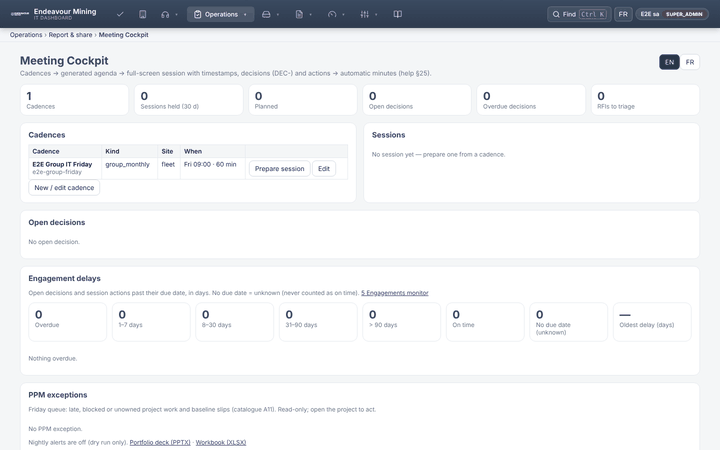 Endeavour Mining
IT DASHBOARD
Operations
Find Ctrl K
FR
E2E sa SUPER_ADMIN
Operations › Report & share › Meeting Cockpit
Meeting Cockpit
Cadences → generated agenda → full-screen session with timestamps, decisions (DEC-) and actions → automatic minutes (help §25).
EN FR
1
Cadences
0
Sessions held (30 d)
0
Planned
0
Open decisions
0
Overdue decisions
0
RFIs to triage
Cadences
Cadence Kind Site When
E2E Group IT Friday group_monthly fleet Fri 09:00 · 60 min Prepare session Edit
e2e-group-friday
New / edit cadence
Sessions
No session yet — prepare one from a cadence.
Open decisions
No open decision.
Engagement delays
Open decisions and session actions past their due date, in days. No due date = unknown (never counted as on time). 5 Engagements monitor
0
Overdue
0
1–7 days
0
8–30 days
0
31–90 days
0
> 90 days
0
On time
0
No due date
(unknown)
—
Oldest delay (days)
Nothing overdue.
PPM exceptions
Friday queue: late, blocked or unowned project work and baseline slips (catalogue A11). Read-only; open the project to act.
No PPM exception.
Nightly alerts are off (dry run only). Portfolio deck (PPTX) · Workbook (XLSX)